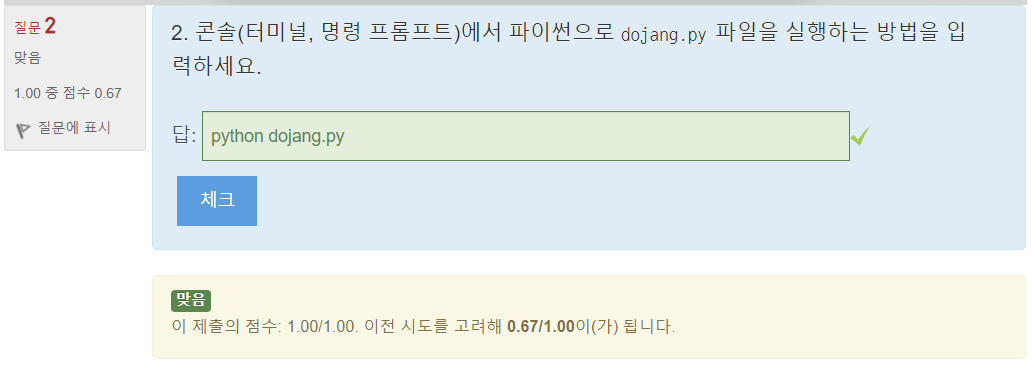 질문 2
맞음
1.00 중 점수 0.67
질문에 표시
2. 콘솔(터미널, 명령 프롬프트)에서 파이썬으로 dojang.py 파일을 실행하는 방법을 입
력하세요.
답: python dojang.py
체크
맞음
이 제출의 점수: 1.00/1.00. 이전 시도를 고려해 0.67/1.00이(가) 됩니다.